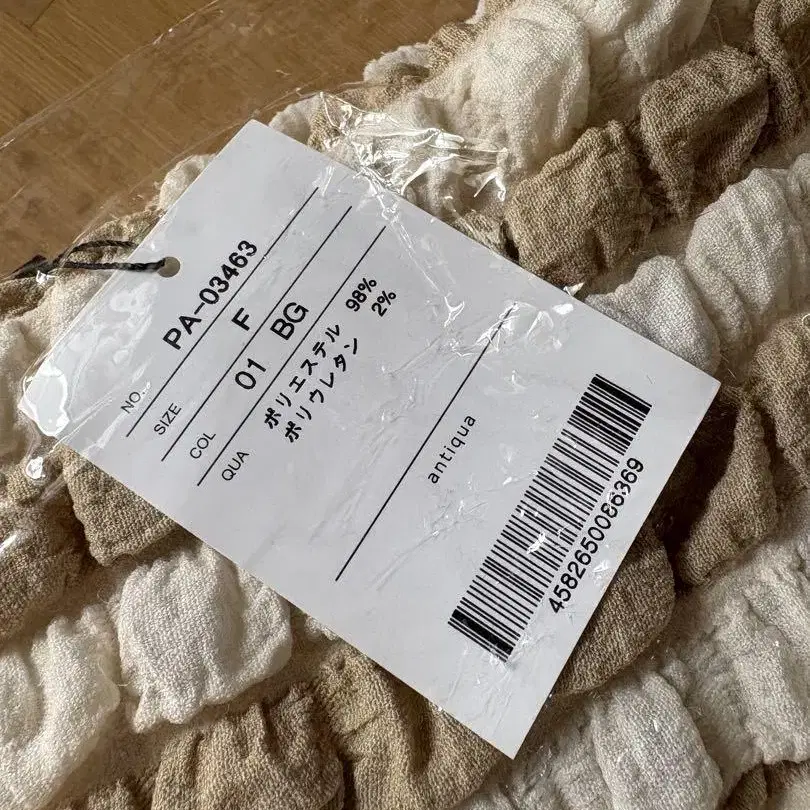 NO. PA-03463
SIZE F
COL 01 BG
QUA ポリエステル 98%
ポリウレタン 2%
antiqua
4582650086369